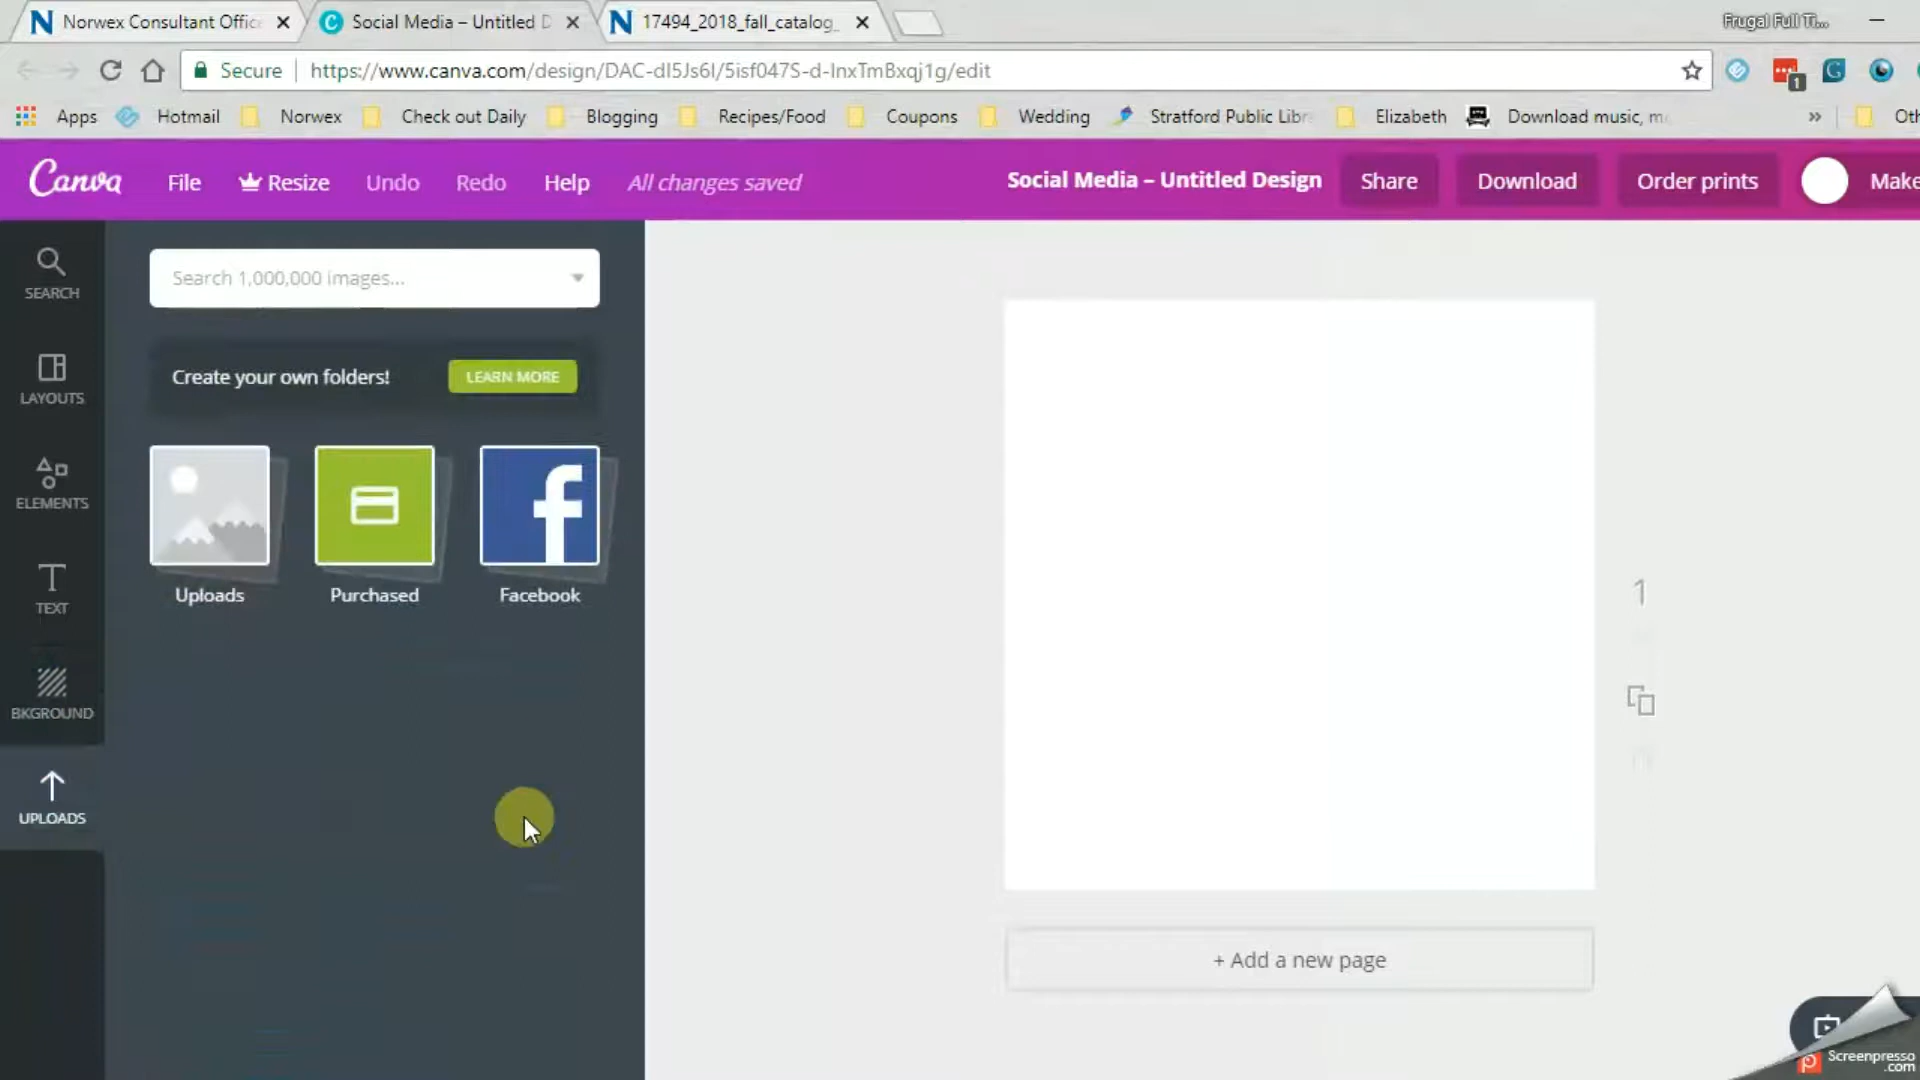 Norwex Consultant Offic
Social Media – Untitled D
17494_2018_fall_catalog_
Frugal Full Ti...
Secure
https://www.canva.com/design/DAC-dI5Js6I/5isf047S-d-InxTmBxqj1g/edit
1
Apps
Hotmail
Norwex
Check out Daily
Blogging
Recipes/Food
Coupons
Wedding
Stratford Public Libr
Elizabeth
Download music, m
»
Oth
Canva
File
Resize
Undo
Redo
Help
All changes saved
Social Media – Untitled Design
Share
Download
Order prints
Make
SEARCH
LAYOUTS
ELEMENTS
TEXT
BKGROUND
UPLOADS
Search 1,000,000 images...
Create your own folders!
LEARN MORE
Uploads
Purchased
Facebook
1
+ Add a new page
Screenpresso
.com